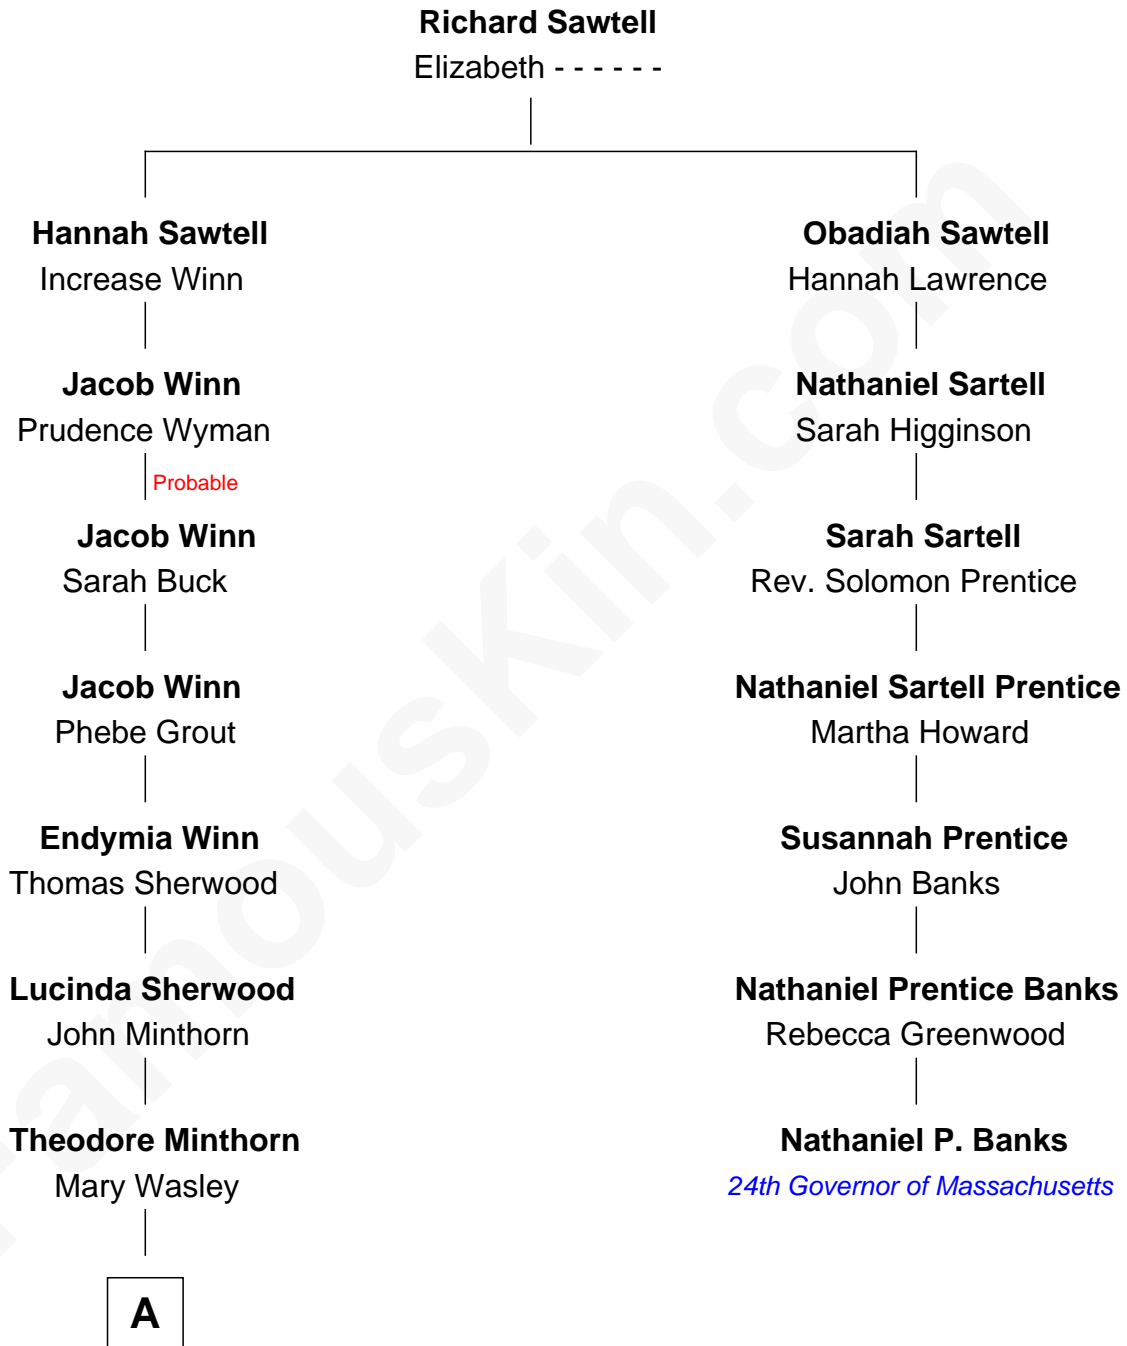 Richard Sawtell
Elizabeth - - - - - -
Hannah Sawtell
Increase Winn
Obadiah Sawtell
Hannah Lawrence
Jacob Winn
Prudence Wyman
Nathaniel Sartell
Sarah Higginson
Probable
Jacob Winn
Sarah Buck
Sarah Sartell
Rev. Solomon Prentice
Jacob Winn
Phebe Grout
Nathaniel Sartell Prentice
Martha Howard
Endymia Winn
Thomas Sherwood
Susannah Prentice
John Banks
Lucinda Sherwood
John Minthorn
Nathaniel Prentice Banks
Rebecca Greenwood
Theodore Minthorn
Mary Wasley
Nathaniel P. Banks
24th Governor of Massachusetts
A
FamousKin.com